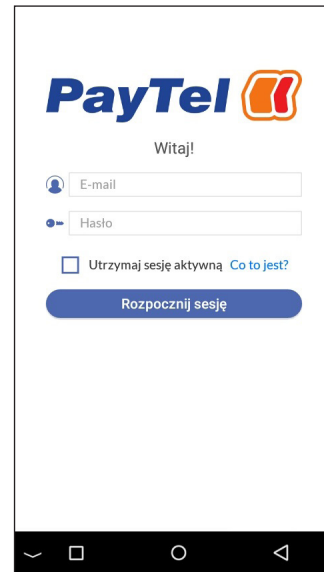 PayTel
Witaj!
E-mail
Hasło
Utrzymaj sesję aktywną Co to jest?
Rozpocznij sesję